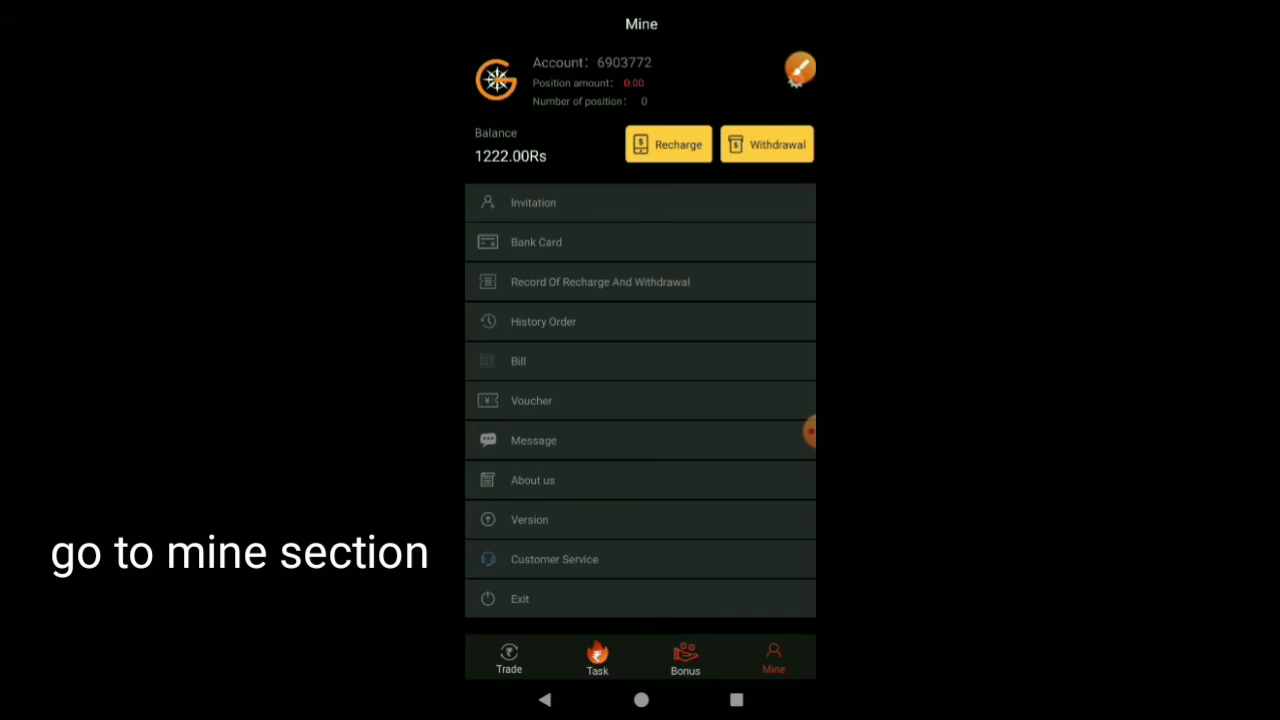 Mine
Account: 6903772
Position amount: 0.00
Number of position: 0
Balance
1222.00Rs
Recharge
Withdrawal
Invitation
Bank Card
Record Of Recharge And Withdrawal
History Order
Bill
Voucher
Message
About us
Version
Customer Service
Exit
go to mine section
Trade
Task
Bonus
Mine